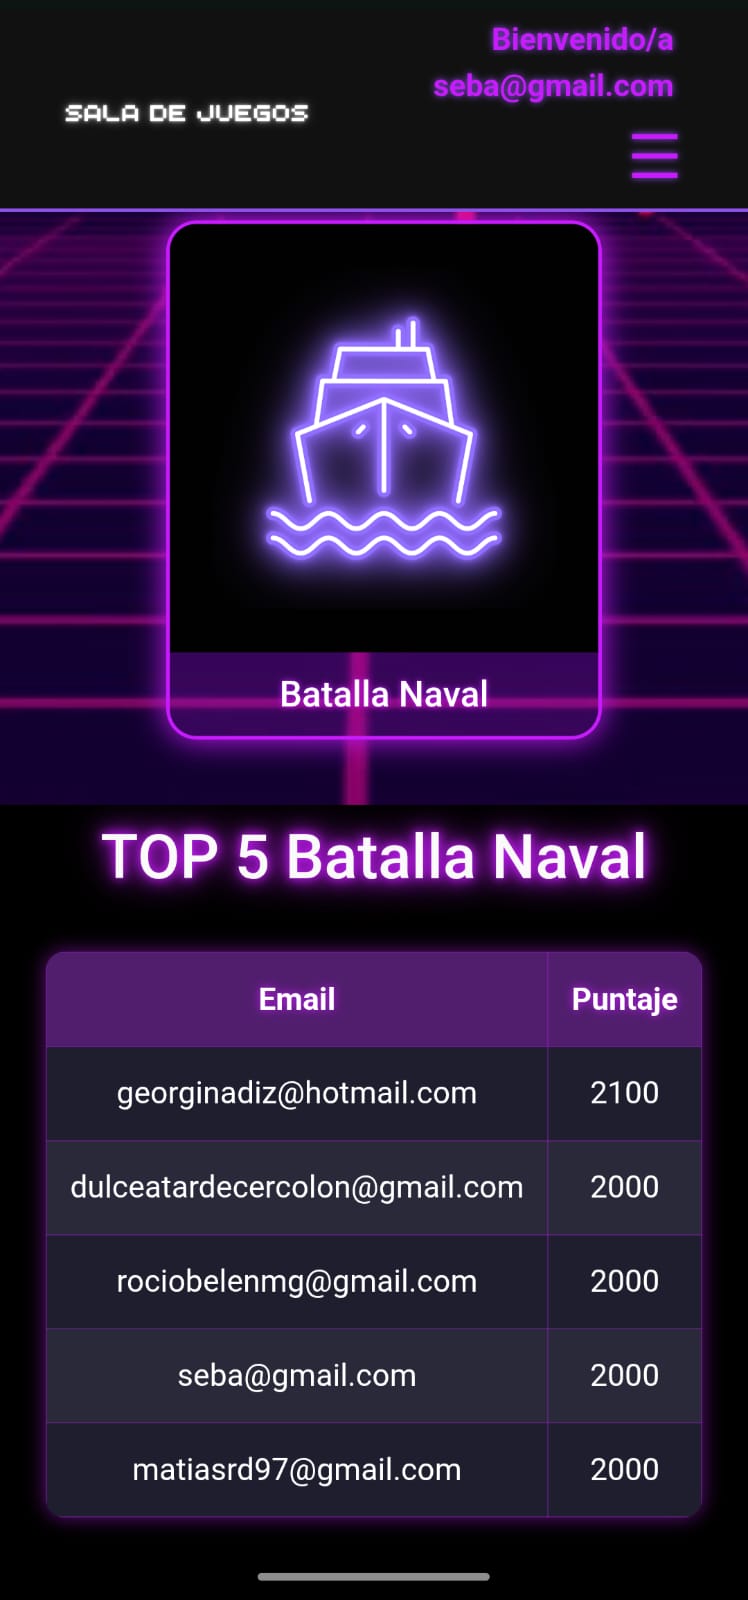 Bienvenido/a
seba@gmail.com
SALA DE JUEGOS
Batalla Naval
TOP 5 Batalla Naval
Email Puntaje
georginadiz@hotmail.com 2100
dulceatardecercolon@gmail.com 2000
rociobelenmg@gmail.com 2000
seba@gmail.com 2000
matiasrd97@gmail.com 2000